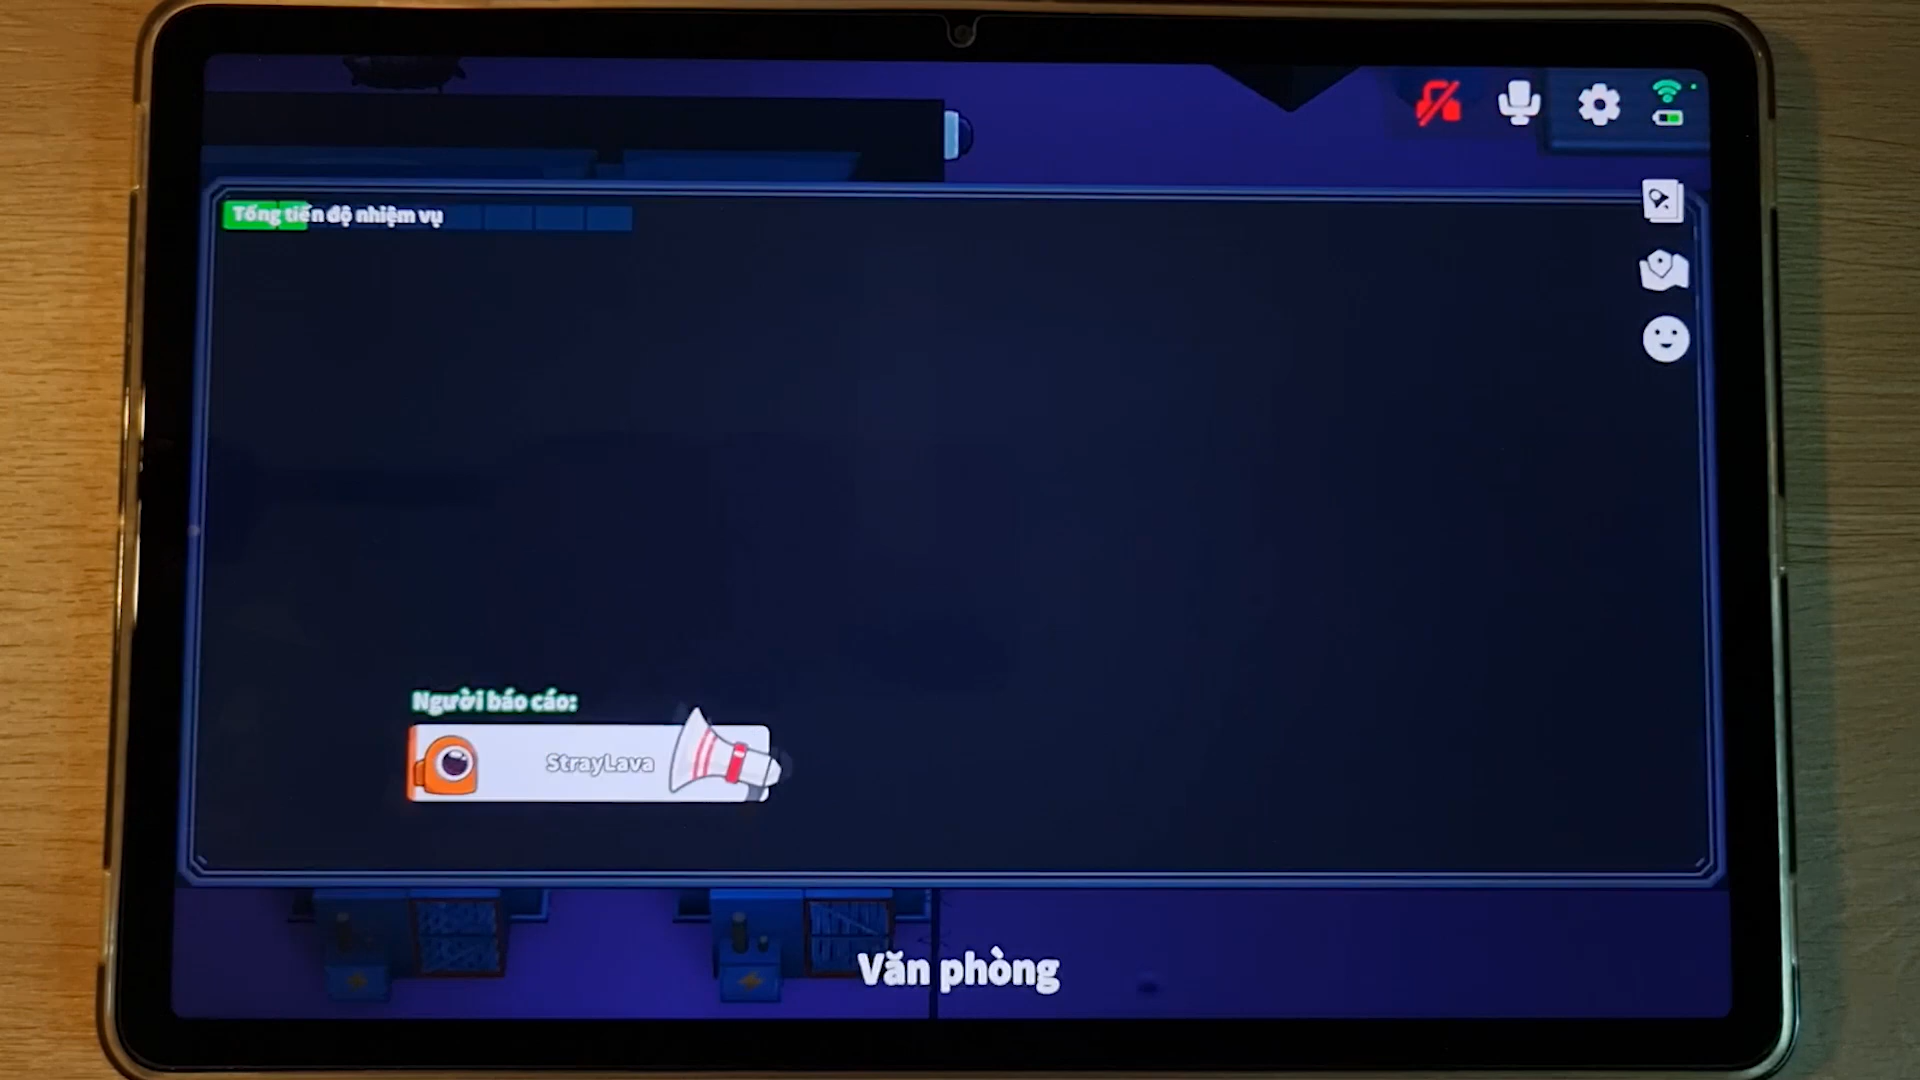 Tổng tiến độ nhiệm vụ
Người báo cáo:
StrayLava
Văn phòng